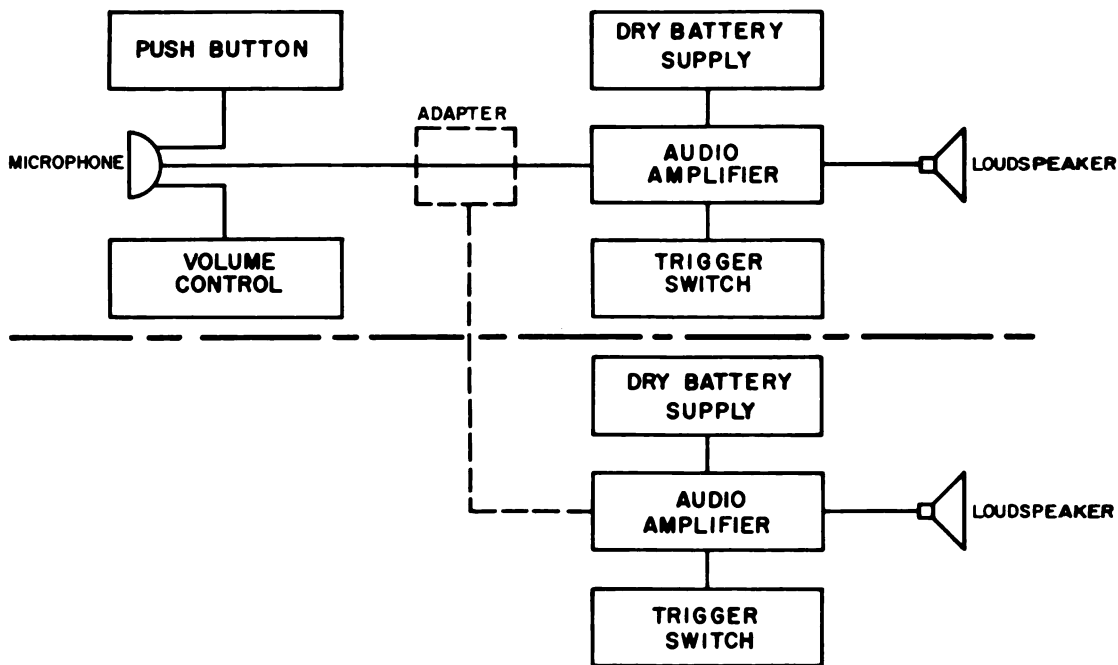 PUSH BUTTON
DRY BATTERY
SUPPLY
ADAPTER
MICROPHONE
AUDIO
AMPLIFIER
LOUDSPEAKER
VOLUME
CONTROL
TRIGGER
SWITCH
DRY BATTERY
SUPPLY
AUDIO
AMPLIFIER
LOUDSPEAKER
TRIGGER
SWITCH